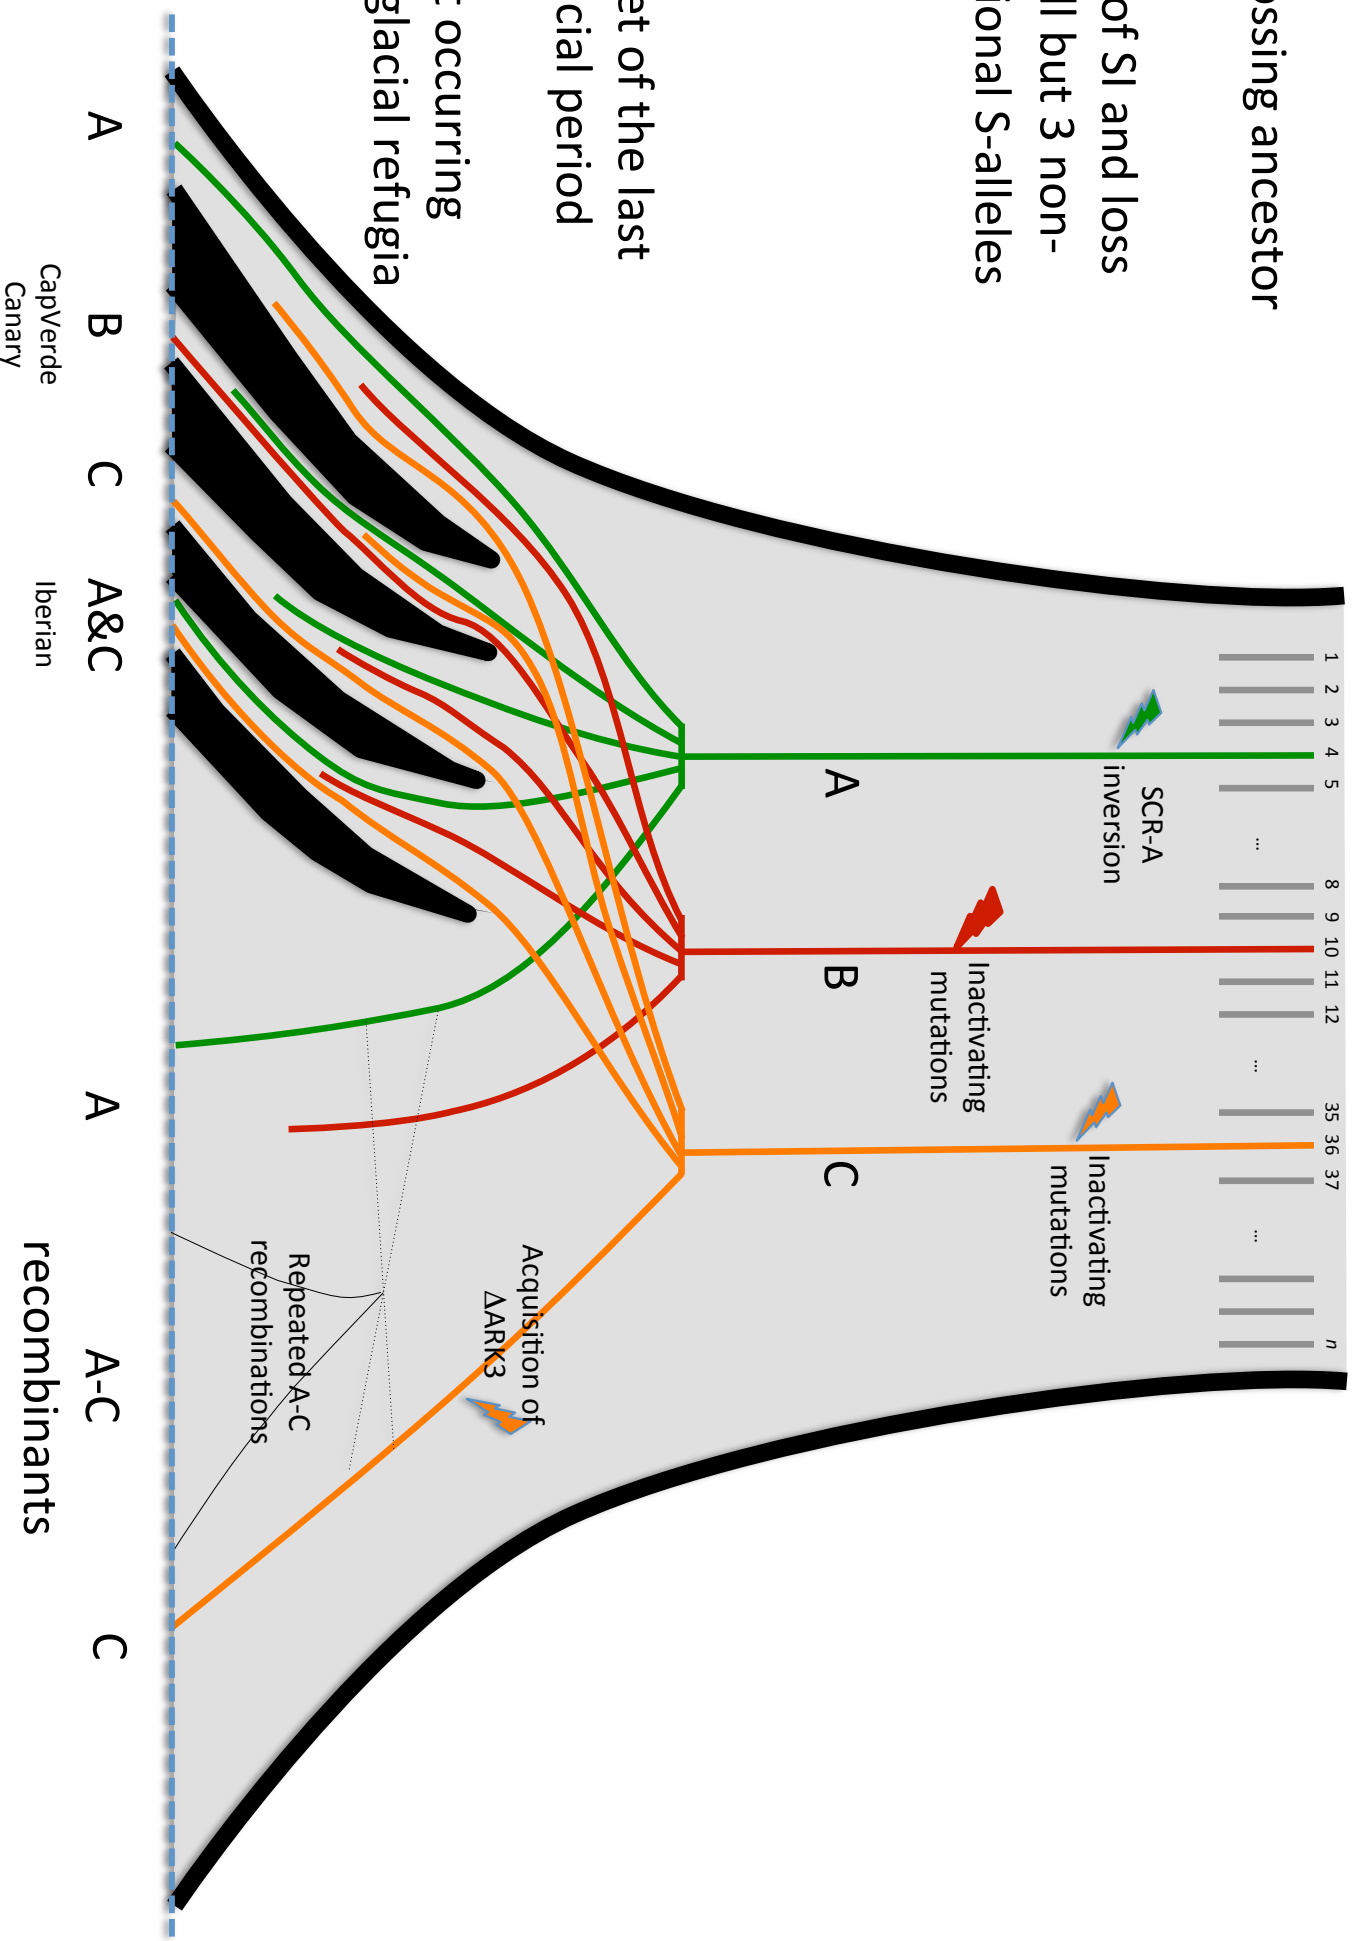 ossing ancestor
of SI and loss
ll but 3 non-
ional S-alleles
et of the last
cial period
t occurring
glacial refugia
1 2 3 4 5 ... 8 9 10 11 12 ... 35 36 37 ... n
SCR-A
inversion
Inactivating
mutations
Inactivating
mutations
A B C
Acquisition of
ΔARK3
Repeated A-C
recombinations
A B C A&C A A-C C
CapVerde
Canary
Iberian
recombinants